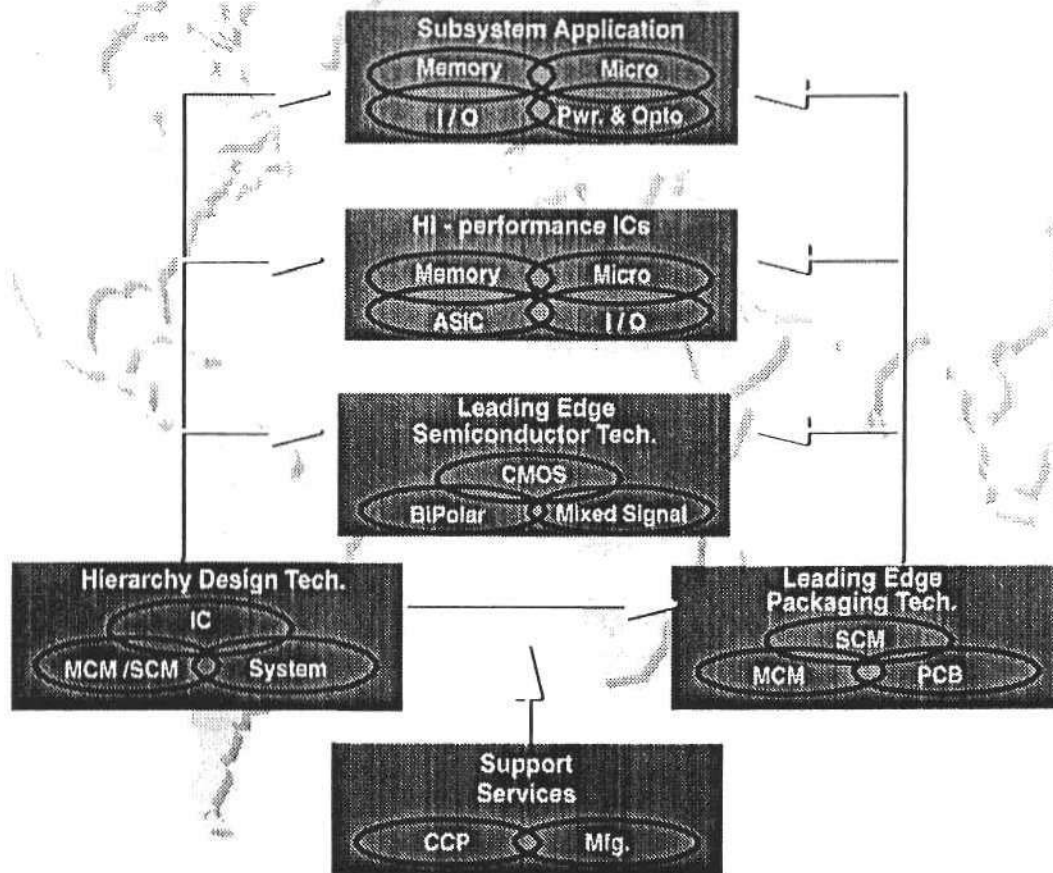 Subsystem Application
Memory
Micro
I / O
Pwr. & Opto
HI - performance ICs
Memory
Micro
ASIC
I / O
Leading Edge
Semiconductor Tech.
CMOS
BiPolar
Mixed Signal
Hierarchy Design Tech.
IC
MCM /SCM
System
Leading Edge
Packaging Tech.
SCM
MCM
PCB
Support
Services
CCP
Mfg.